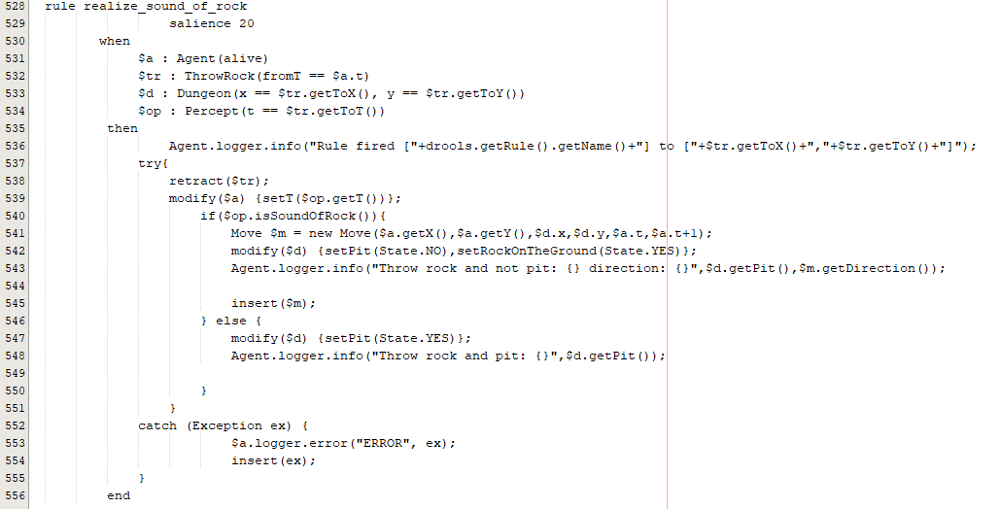 528 rule realize_sound_of_rock
529 salience 20
530 when
531 $a : Agent(alive)
532 $tr : ThrowRock(fromT == $a.t)
533 $d : Dungeon(x == $tr.getToX(), y == $tr.getToY())
534 $op : Percept(t == $tr.getToT())
535 then
536 Agent.logger.info("Rule fired ["+drools.getRule().getName()+"] to ["+$tr.getToX()+","+$tr.getToY()+"]");
537 try{
538 retract($tr);
539 modify($a) {setT($op.getT())};
540 if($op.isSoundOfRock()){
541 Move $m = new Move($a.getX(),$a.getY(),$d.x,$d.y,$a.t,$a.t+1);
542 modify($d) {setPit(State.NO),setRockOnTheGround(State.YES)};
543 Agent.logger.info("Throw rock and not pit: {} direction: {}",$d.getPit(),$m.getDirection());
544
545 insert($m);
546 } else {
547 modify($d) {setPit(State.YES)};
548 Agent.logger.info("Throw rock and pit: {}",$d.getPit());
549
550 }
551 }
552 catch (Exception ex) {
553 $a.logger.error("ERROR", ex);
554 insert(ex);
555 }
556 end